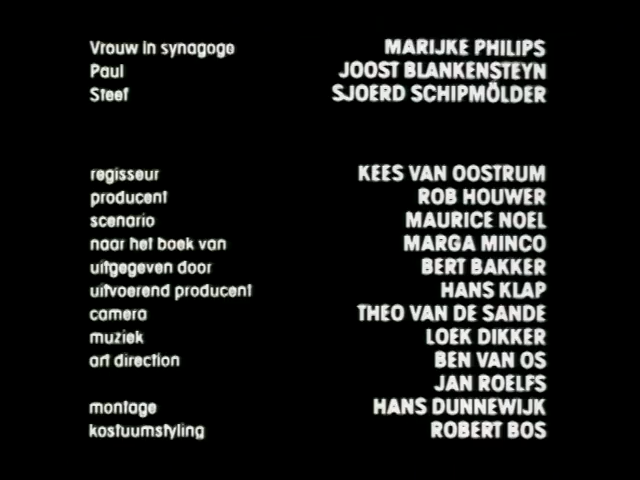 Vrouw in synagoge MARIJKE PHILIPS
Paul JOOST BLANKENSTEYN
Steef SJOERD SCHIPMÖLDER
regisseur KEES VAN OOSTRUM
producent ROB HOUWER
scenario MAURICE NOEL
naar het boek van MARGA MINCO
uitgegeven door BERT BAKKER
uitvoerend producent HANS KLAP
camera THEO VAN DE SANDE
muziek LOEK DIKKER
art direction BEN VAN OS
JAN ROELFS
montage HANS DUNNEWIJK
kostuumstyling ROBERT BOS